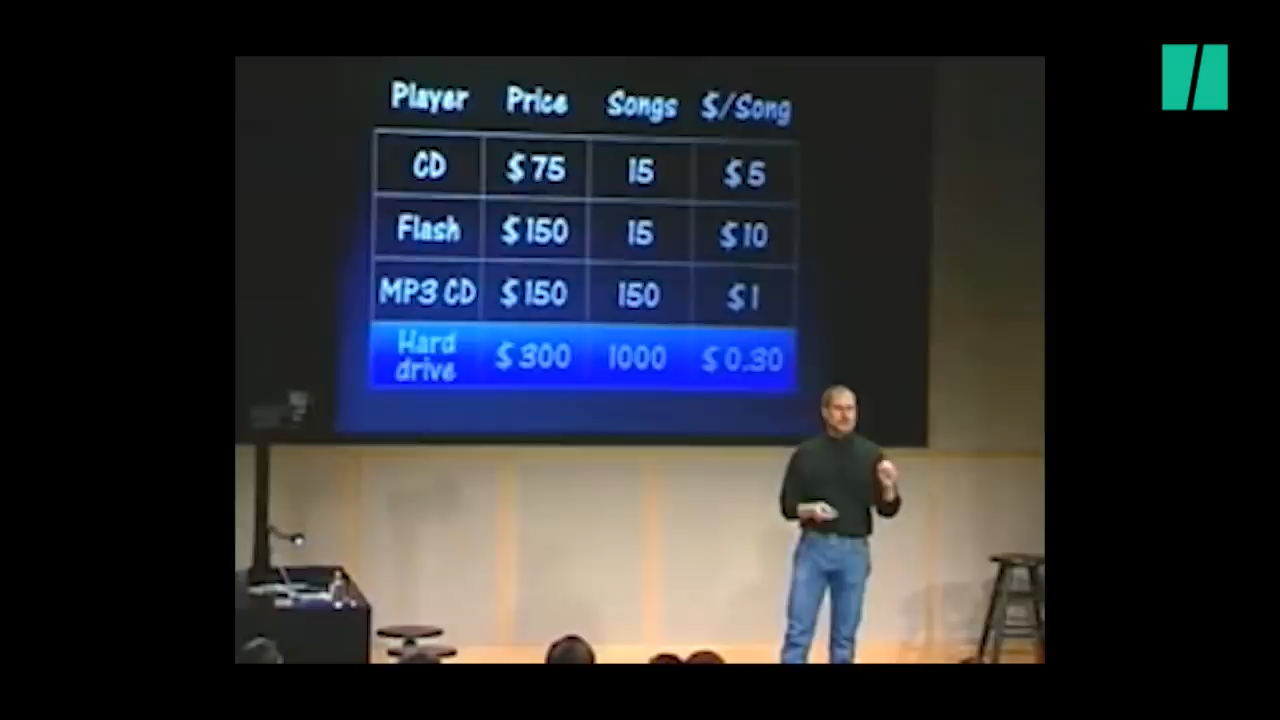 Player Price Songs $/Song
CD $75 15 $5
Flash $150 15 $10
MP3 CD $150 150 $1
Hard drive $300 1000 $0.30